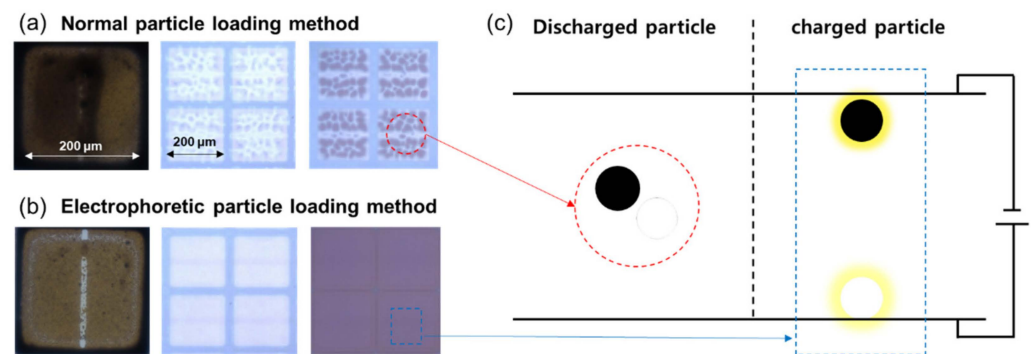 (a) Normal particle loading method
200 μm
200 μm
(b) Electrophoretic particle loading method
(c)
Discharged particle
charged particle